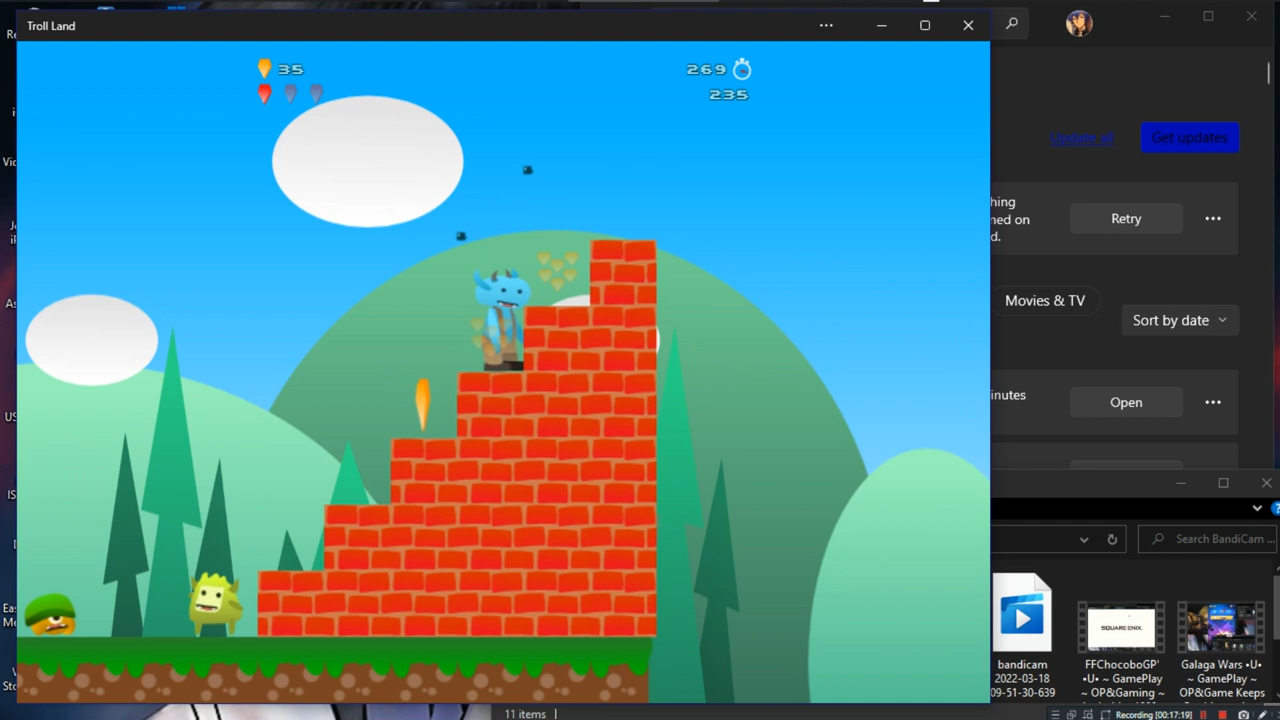 Troll Land
35
269
235
Update all
Get updates
hing
ned on
d.
Retry
Movies & TV
Sort by date
inutes
Open
Search BandiCam ...
SQUARE ENIX.
bandicam
2022-03-18
09-51-30-639
FFChocoboGP'
•U• ~ GamePlay
~ OP&Gaming ~
Galaga Wars •U•
~ GamePlay ~
OP&Game Keeps
11 items
Recording [00:17:19]